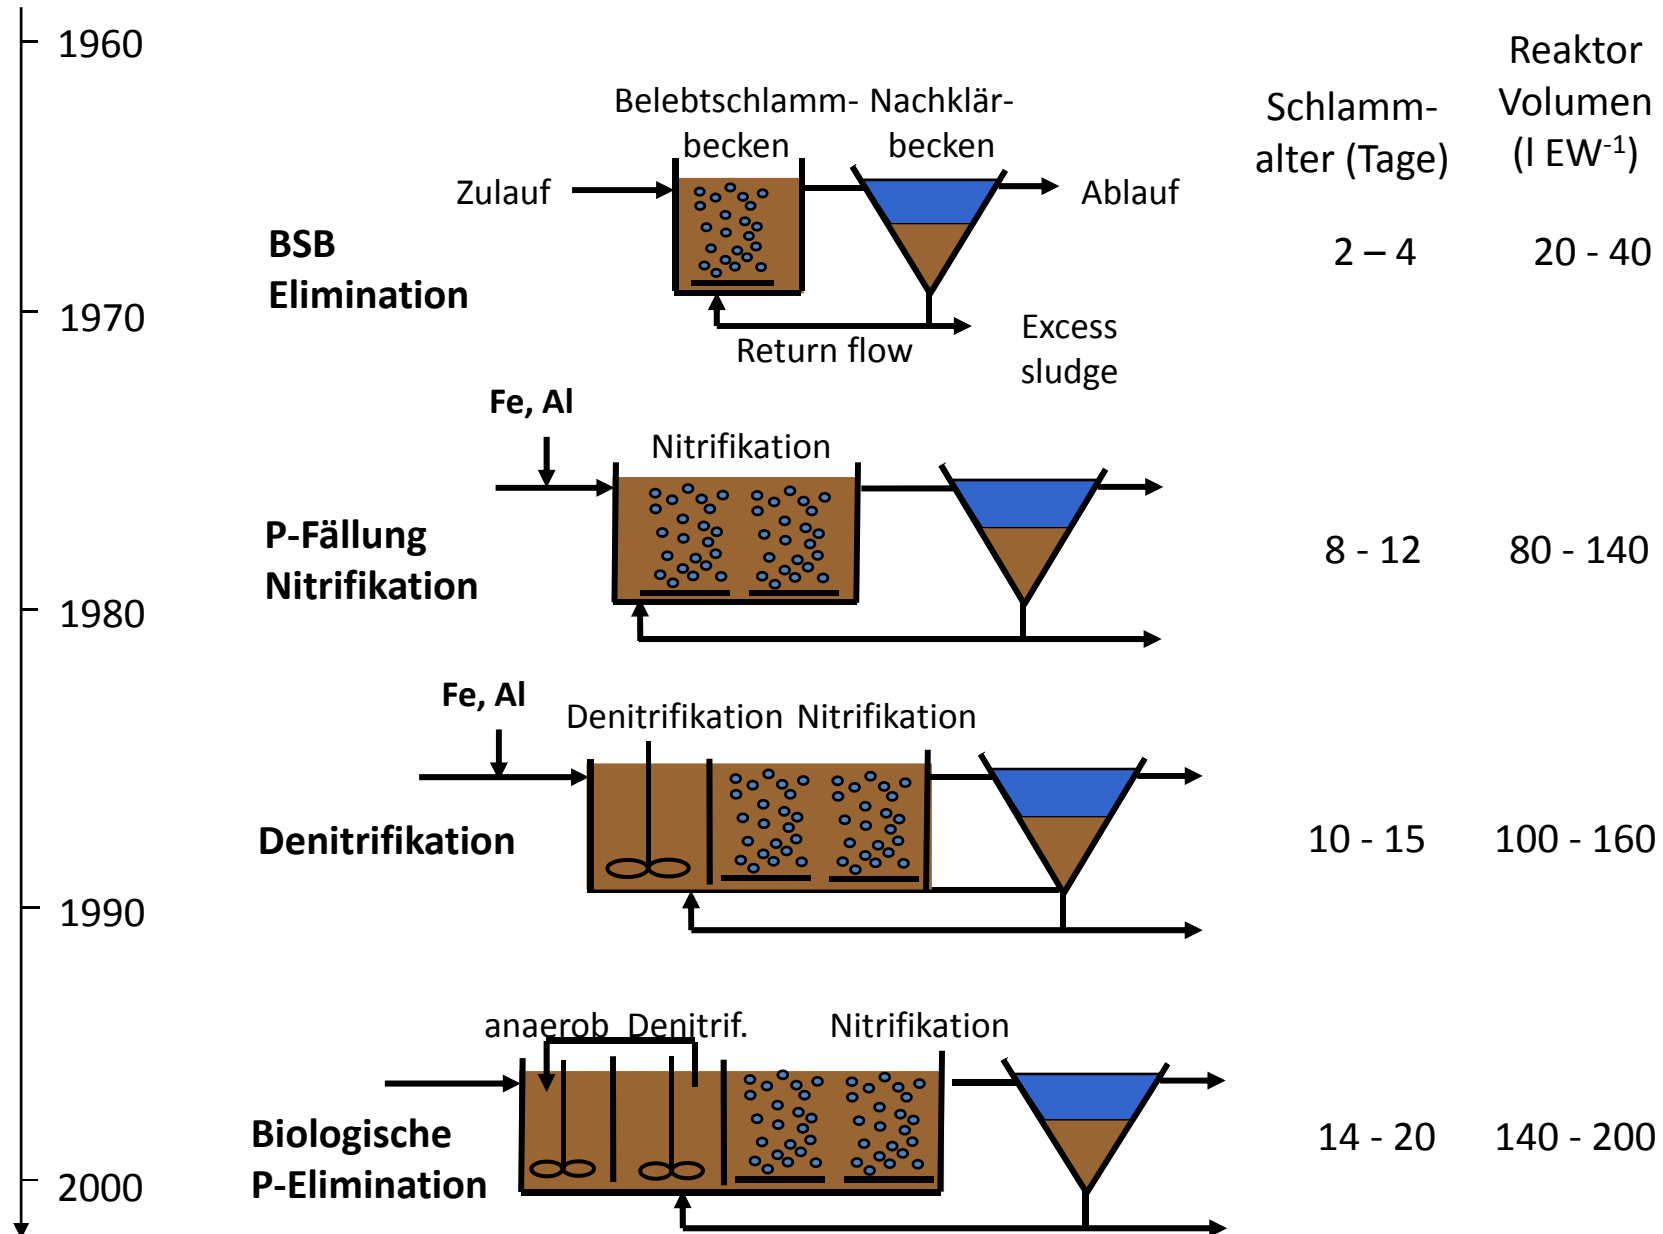 1960
Reaktor
Volumen
(l EW-1)
Schlamm-
alter (Tage)
Belebtschlamm- Nachklär-
becken becken
Zulauf
Ablauf
BSB
Elimination
2 – 4
20 - 40
1970
Return flow
Excess
sludge
Fe, Al
Nitrifikation
P-Fällung
Nitrifikation
8 - 12
80 - 140
1980
Fe, Al
Denitrifikation Nitrifikation
Denitrifikation
10 - 15
100 - 160
1990
anaerob Denitrif.
Nitrifikation
Biologische
P-Elimination
14 - 20
140 - 200
2000